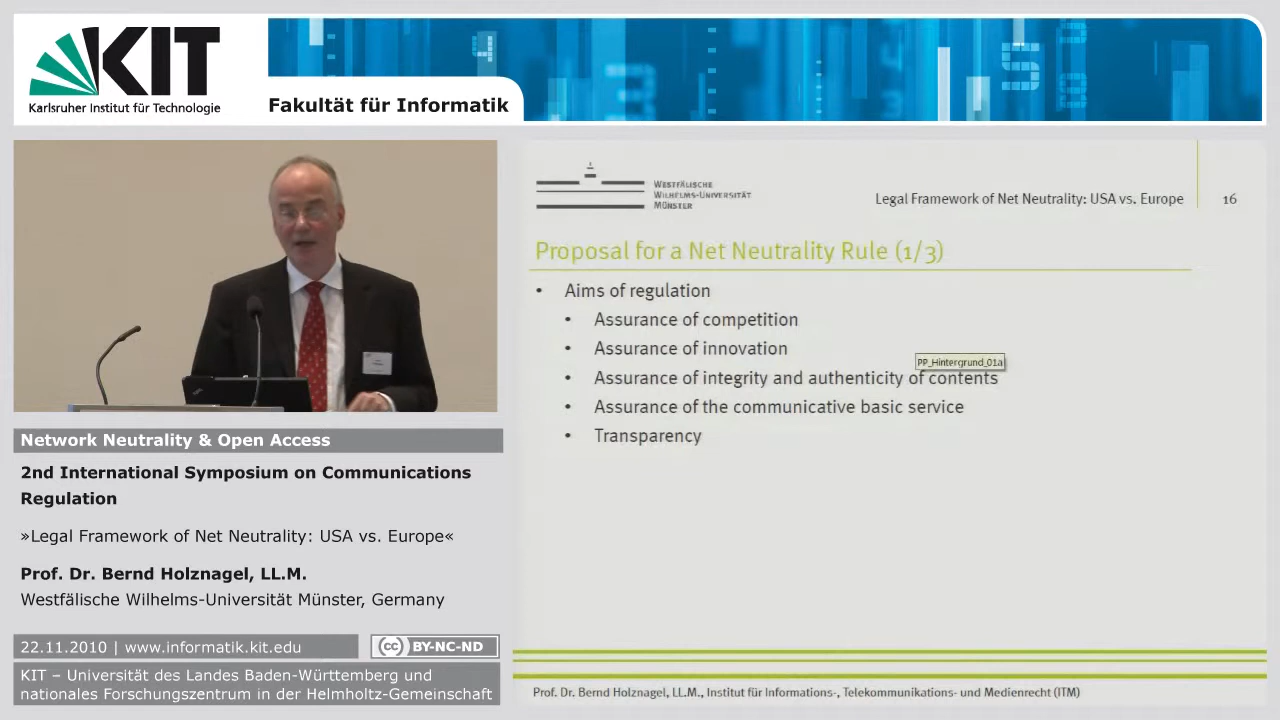 KIT
Karlsruher Institut für Technologie
Fakultät für Informatik
WESTFÄLISCHE
WILHELMS-UNIVERSITÄT
MÜNSTER
Legal Framework of Net Neutrality: USA vs. Europe
16
Proposal for a Net Neutrality Rule (1/3)
• Aims of regulation
• Assurance of competition
• Assurance of innovation
PP_Hintergrund_01a
• Assurance of integrity and authenticity of contents
• Assurance of the communicative basic service
• Transparency
Prof. Dr. Bernd Holznagel, LL.M., Institut für Informations-, Telekommunikations- und Medienrecht (ITM)
Network Neutrality & Open Access
2nd International Symposium on Communications
Regulation
»Legal Framework of Net Neutrality: USA vs. Europe«
Prof. Dr. Bernd Holznagel, LL.M.
Westfälische Wilhelms-Universität Münster, Germany
22.11.2010 | www.informatik.kit.edu
cc BY-NC-ND
KIT – Universität des Landes Baden-Württemberg und
nationales Forschungszentrum in der Helmholtz-Gemeinschaft